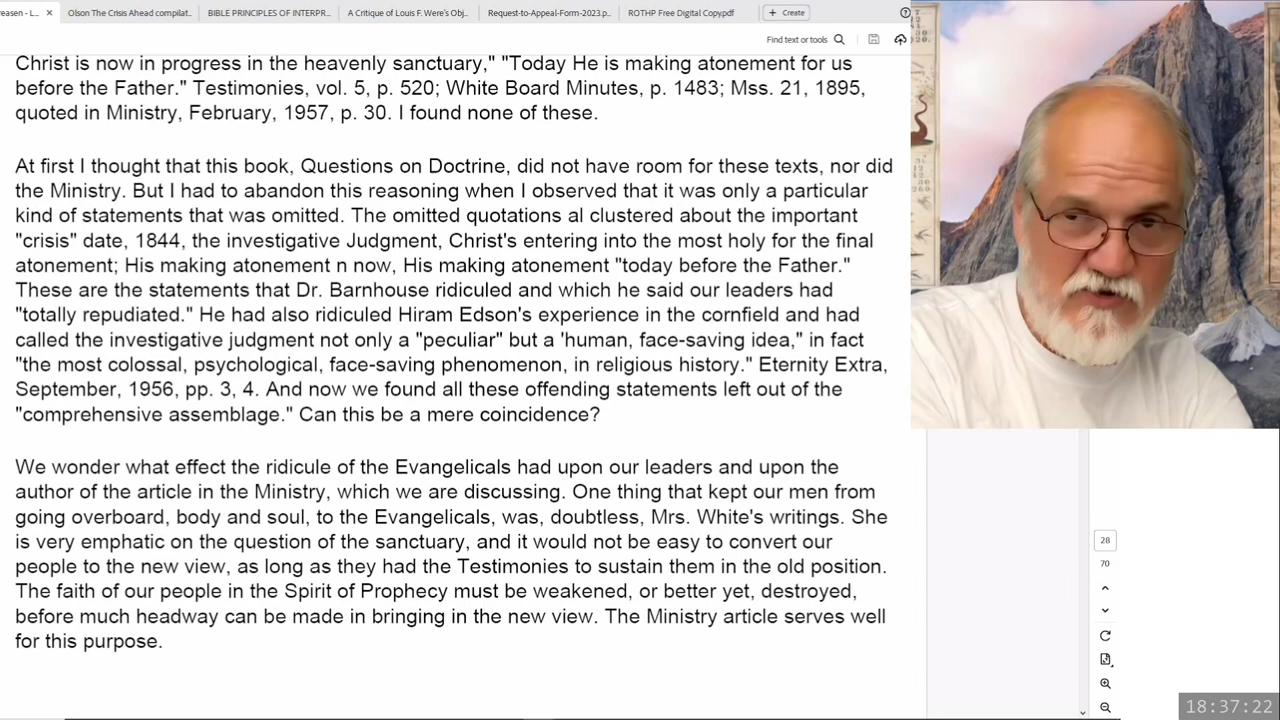 reasen - L... ×
Olson The Crisis Ahead compilat...
BIBLE PRINCIPLES OF INTERPR...
A Critique of Louis F. Were's Obj...
Request-to-Appeal-Form-2023.p...
ROTHP Free Digital Copypdf
+ Create
Find text or tools
Christ is now in progress in the heavenly sanctuary," "Today He is making atonement for us
before the Father." Testimonies, vol. 5, p. 520; White Board Minutes, p. 1483; Mss. 21, 1895,
quoted in Ministry, February, 1957, p. 30. I found none of these.
At first I thought that this book, Questions on Doctrine, did not have room for these texts, nor did
the Ministry. But I had to abandon this reasoning when I observed that it was only a particular
kind of statements that was omitted. The omitted quotations al clustered about the important
"crisis" date, 1844, the investigative Judgment, Christ's entering into the most holy for the final
atonement; His making atonement n now, His making atonement "today before the Father."
These are the statemnts that Dr. Barnhouse ridiculed and which he said our leaders had
"totally repudiated." He had also ridiculed Hiram Edson's experience in the cornfield and had
called the investigative judgment not only a "peculiar" but a 'human, face-saving idea," in fact
"the most colossal, psychological, face-saving phenomenon, in religious history." Eternity Extra,
September, 1956, pp. 3, 4. And now we found all these offending statements left out of the
"comprehensive assemblage." Can this be a mere coincidence?
We wonder what effect the ridicule of the Evangelicals had upon our leaders and upon the
author of the article in the Ministry, which we are discussing. One thing that kept our men from
going overboard, body and soul, to the Evangelicals, was, doubtless, Mrs. White's writings. She
is very emphatic on the question of the sanctuary, and it would not be easy to convert our
people to the new view, as long as they had the Testimonies to sustain them in the old position.
The faith of our people in the Spirit of Prophecy must be weakened, or better yet, destroyed,
before much headway can be made in bringing in the new view. The Ministry article serves well
for this purpose.
28
70
18:37:22